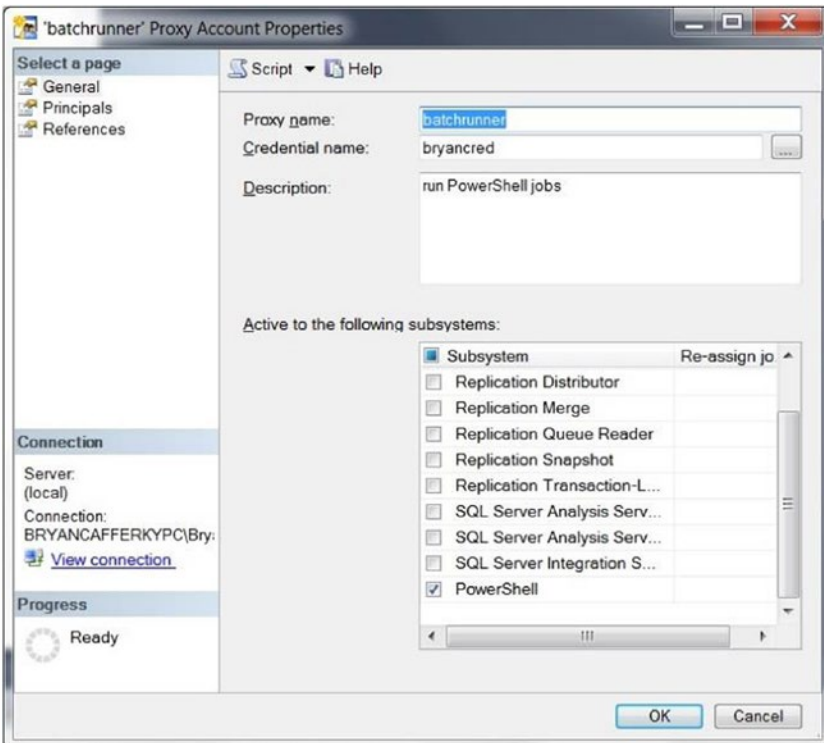 'batchrunner' Proxy Account Properties
Select a page
General
Principals
References
Script Help
Proxy name: batchrunner
Credential name: bryancred ...
Description: run PowerShell jobs
Active to the following subsystems:
Subsystem Re-assign jo
Replication Distributor
Replication Merge
Replication Queue Reader
Replication Snapshot
Replication Transaction-L...
SQL Server Analysis Serv...
SQL Server Analysis Serv...
SQL Server Integration S...
PowerShell
Connection
Server:
(local)
Connection:
BRYANCAFFERKYPC\Brya
View connection
Progress
Ready
OK Cancel